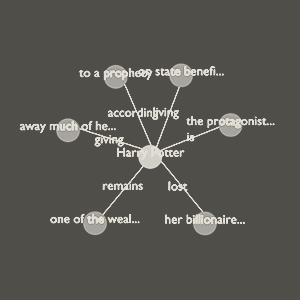 to a prophecy
on state benefi...
according
living
the protagonist...
is
away much of he...
giving
Harry Potter
remains
lost
one of the weal...
her billionaire...